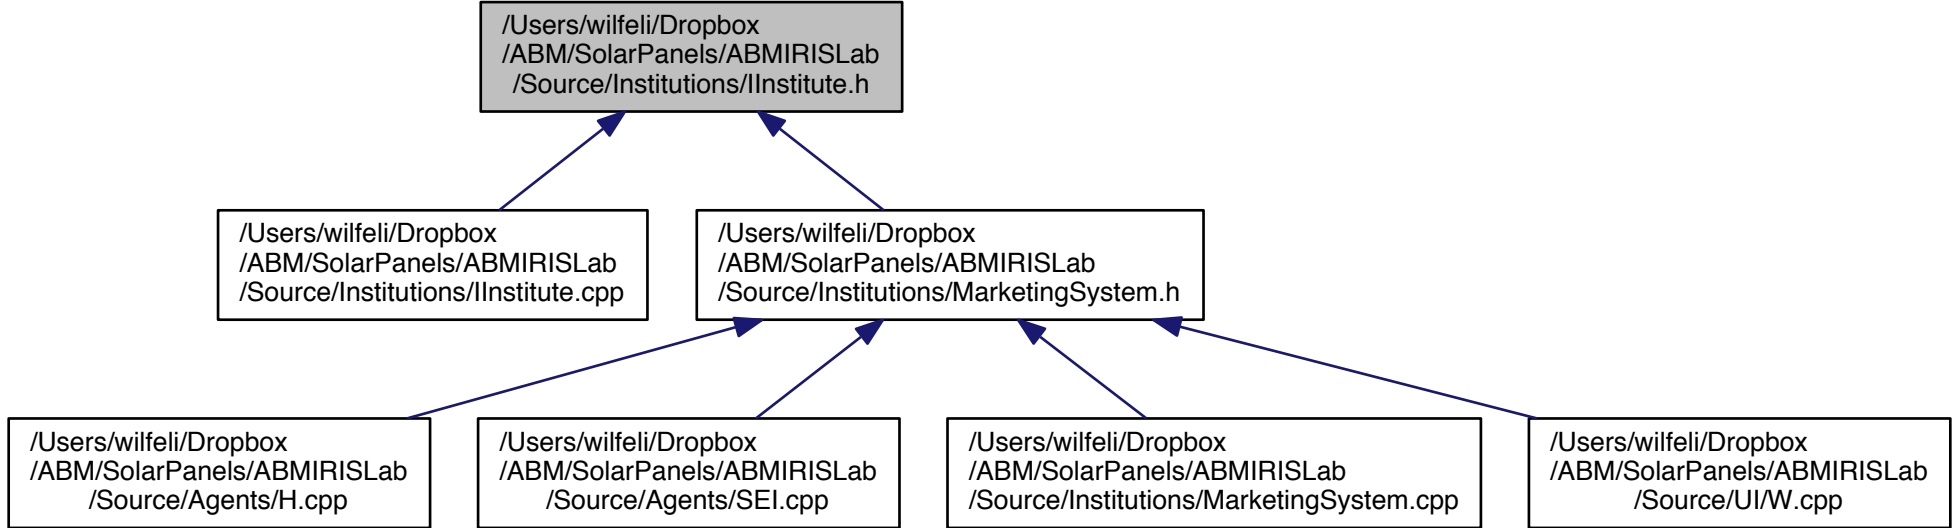 /Users/wilfeli/Dropbox
/ABM/SolarPanels/ABMIRISLab
/Source/Institutions/IInstitute.h
/Users/wilfeli/Dropbox
/ABM/SolarPanels/ABMIRISLab
/Source/Institutions/IInstitute.cpp
/Users/wilfeli/Dropbox
/ABM/SolarPanels/ABMIRISLab
/Source/Institutions/MarketingSystem.h
/Users/wilfeli/Dropbox
/ABM/SolarPanels/ABMIRISLab
/Source/Agents/H.cpp
/Users/wilfeli/Dropbox
/ABM/SolarPanels/ABMIRISLab
/Source/Agents/SEI.cpp
/Users/wilfeli/Dropbox
/ABM/SolarPanels/ABMIRISLab
/Source/Institutions/MarketingSystem.cpp
/Users/wilfeli/Dropbox
/ABM/SolarPanels/ABMIRISLab
/Source/UI/W.cpp